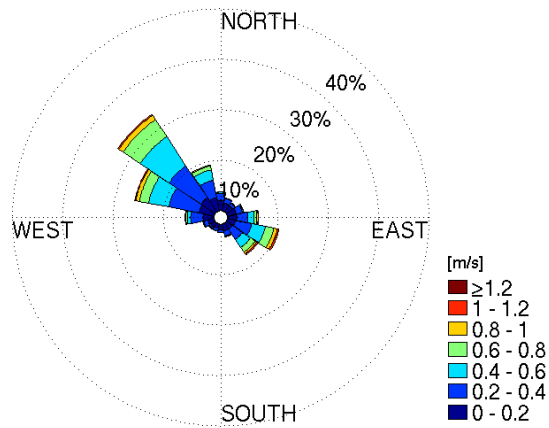 NORTH
40%
30%
20%
10%
WEST
EAST
[m/s]
≥1.2
1 - 1.2
0.8 - 1
0.6 - 0.8
0.4 - 0.6
0.2 - 0.4
0 - 0.2
SOUTH